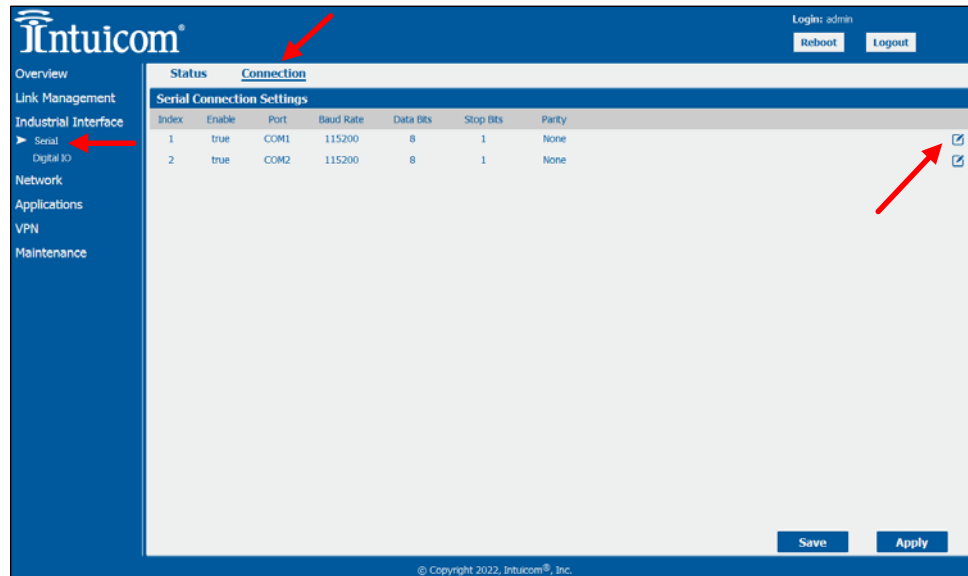 Intuicom®
Login: admin
Reboot Logout
Overview
Link Management
Industrial Interface
Serial
Digital IO
Network
Applications
VPN
Maintenance
Status Connection
Serial Connection Settings
Index Enable Port Baud Rate Data Bits Stop Bits Parity
1 true COM1 115200 8 1 None
2 true COM2 115200 8 1 None
Save Apply
© Copyright 2022, Intuicom®, Inc.